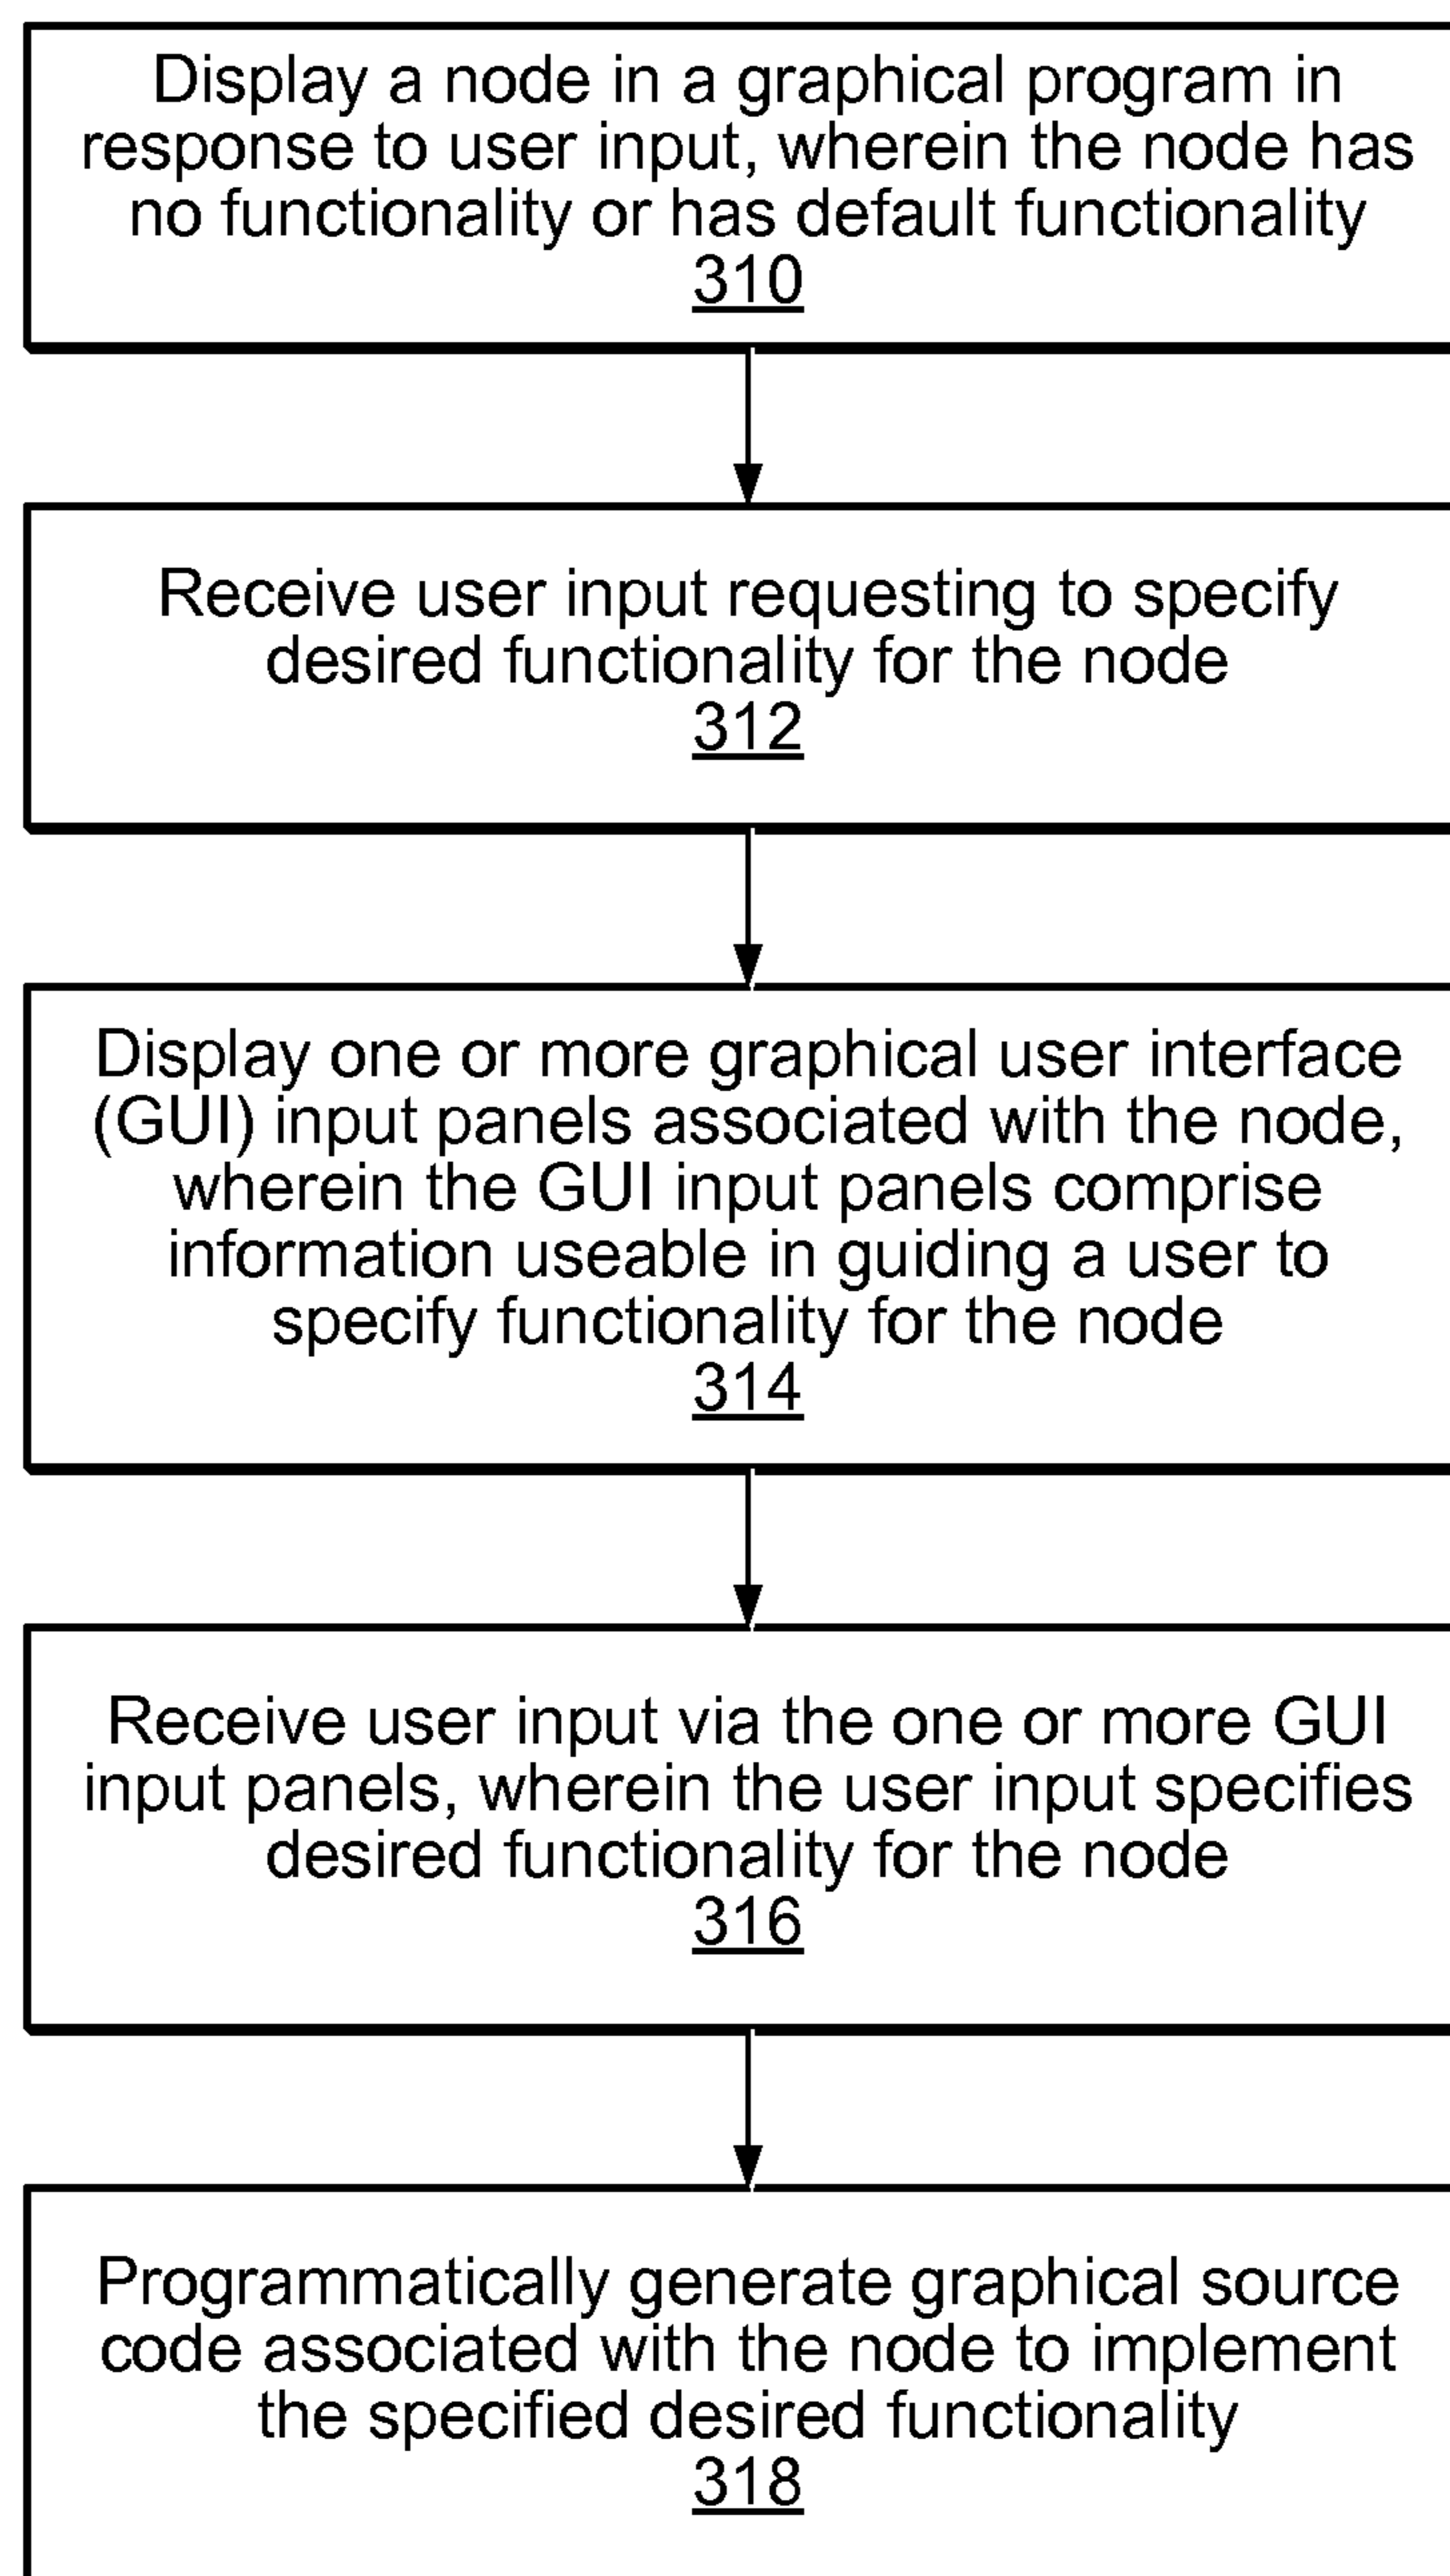 Display a node in a graphical program in
response to user input, wherein the node has
no functionality or has default functionality
310
Receive user input requesting to specify
desired functionality for the node
312
Display one or more graphical user interface
(GUI) input panels associated with the node,
wherein the GUI input panels comprise
information useable in guiding a user to
specify functionality for the node
314
Receive user input via the one or more GUI
input panels, wherein the user input specifies
desired functionality for the node
316
Programmatically generate graphical source
code associated with the node to implement
the specified desired functionality
318